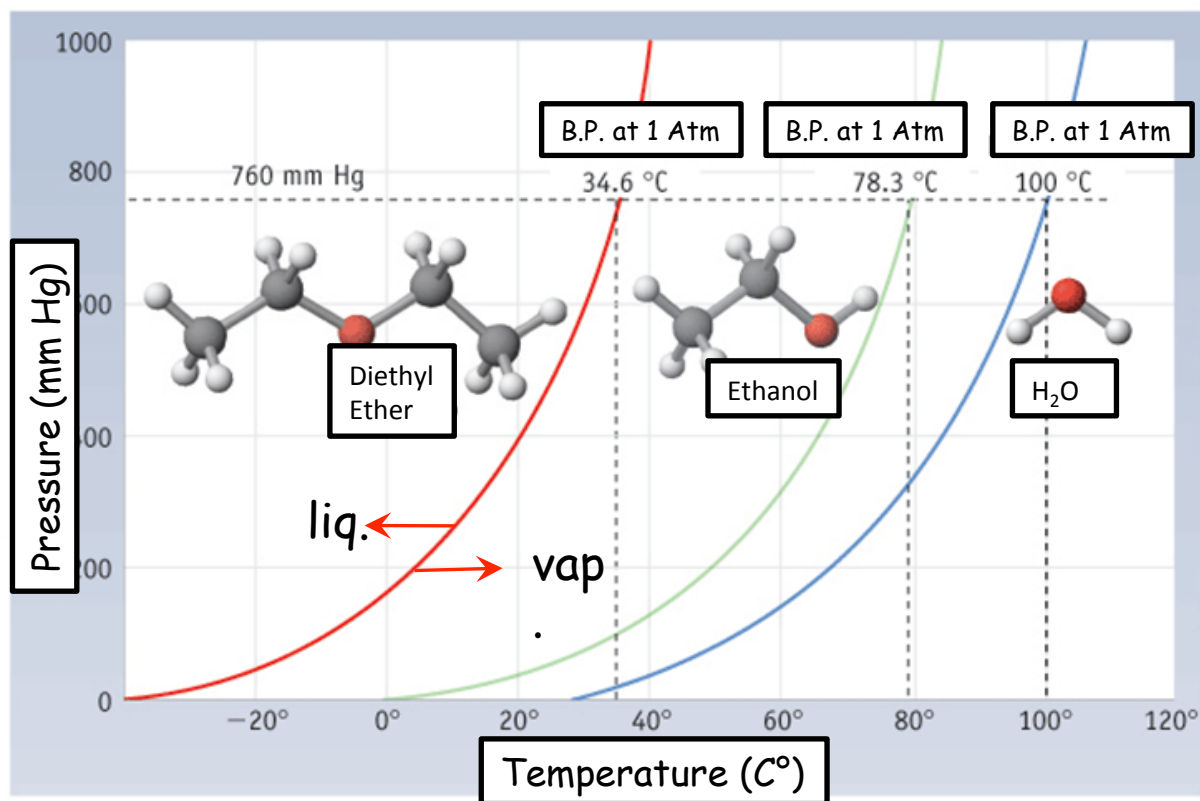 1000
B.P. at 1 Atm
B.P. at 1 Atm
B.P. at 1 Atm
800
760 mm Hg
34.6 °C
78.3 °C
100 °C
Pressure (mm Hg)
600
Diethyl
Ether
Ethanol
H₂O
400
liq.
200
vap
.
0
−20°
0°
20°
40°
60°
80°
100°
120°
Temperature (C°)